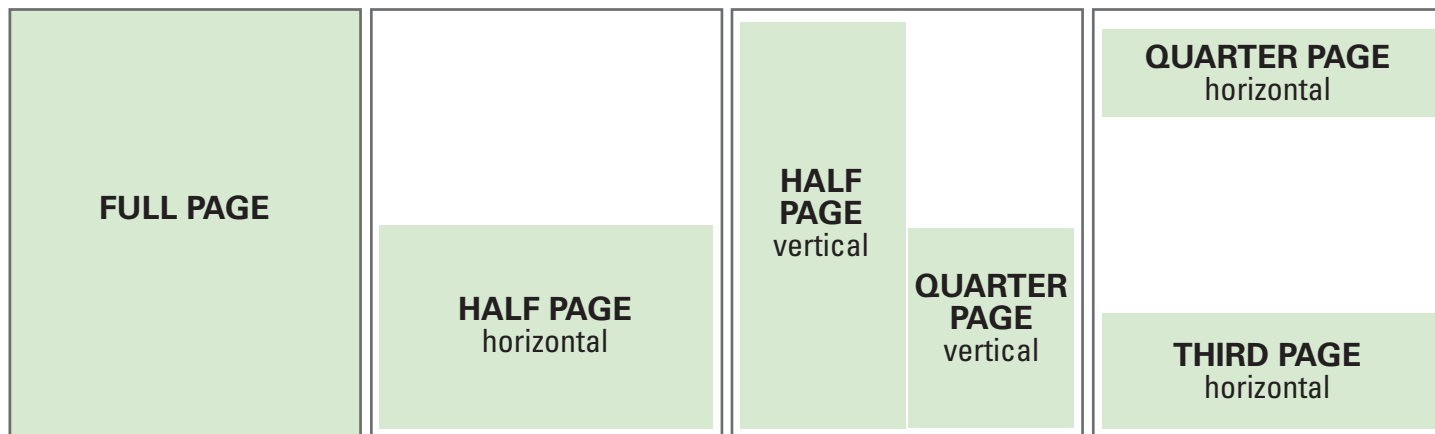 FULL PAGE
HALF PAGE
horizontal
HALF
PAGE
vertical
QUARTER
PAGE
vertical
QUARTER PAGE
horizontal
THIRD PAGE
horizontal